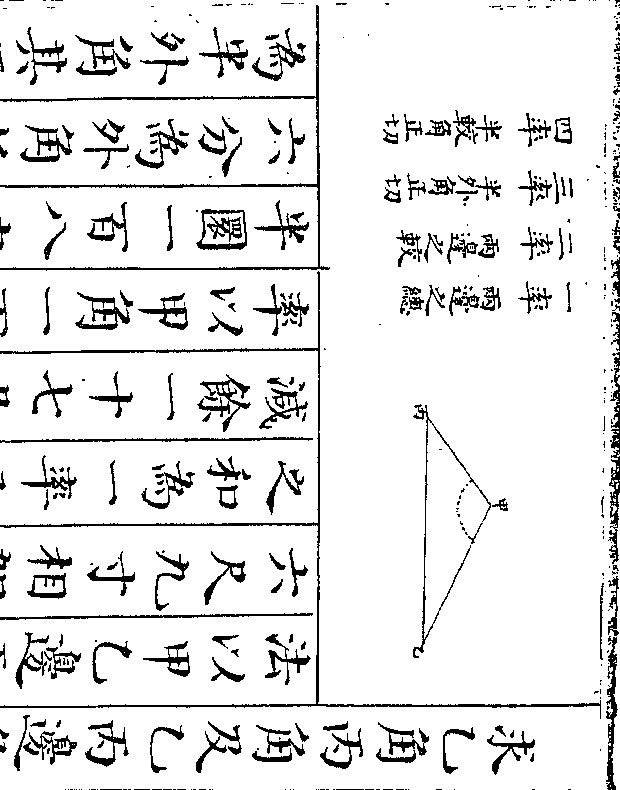 求乙角丙角及乙丙邊
甲
乙
丙
一率 兩邊之總
二率 兩邊之較
三率 半外角正切
四率 半較角正切
法以甲乙邊
六尺九寸相
之和為一率
減餘一十七
率以甲角一
半圜一百八
六分為外角
為半外角其